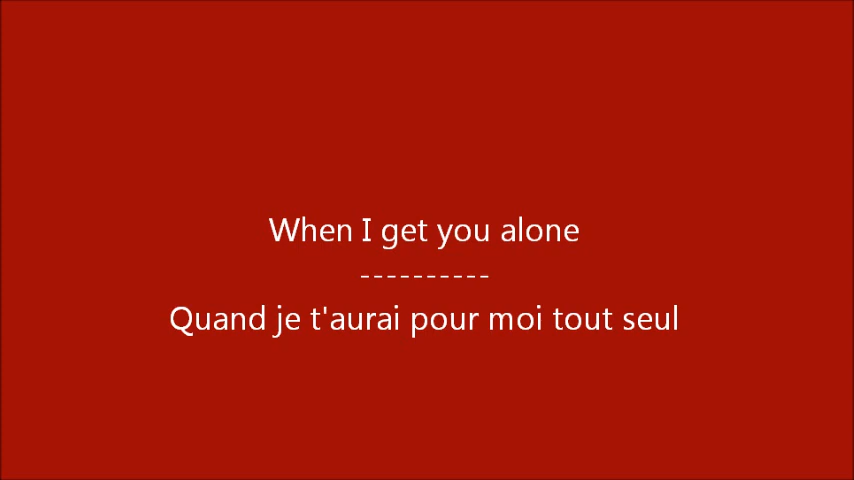 When I get you alone
----------
Quand je t'aurai pour moi tout seul